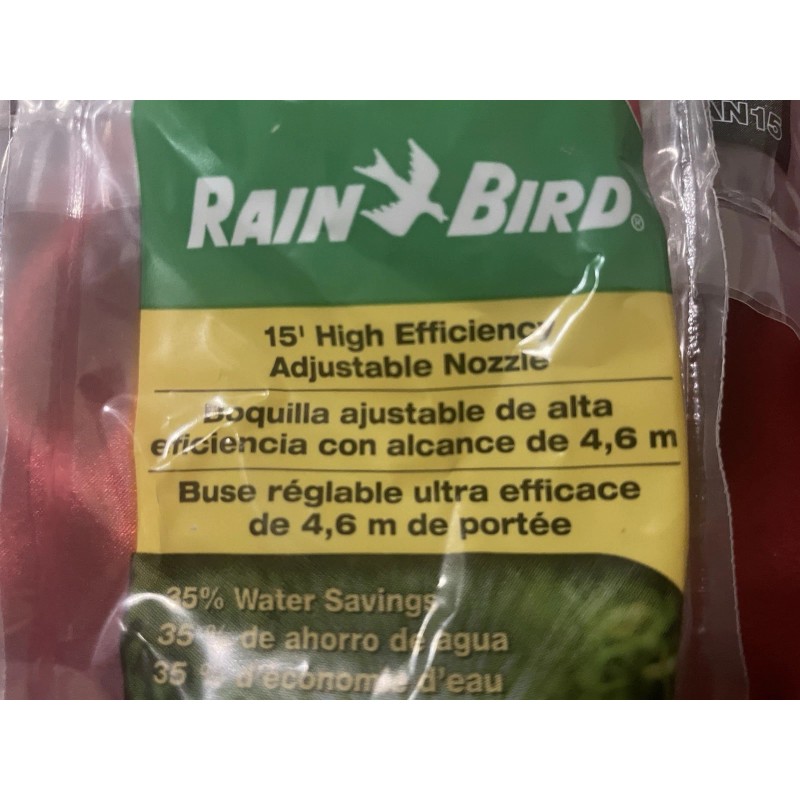 AN15
RAIN BIRD®
15' High Efficiency
Adjustable Nozzle
Boquilla ajustable de alta
eficiencia con alcance de 4,6 m
Buse réglable ultra efficace
de 4,6 m de portée
35% Water Savings
35 % de ahorro de agua
35 % d'économie d'eau